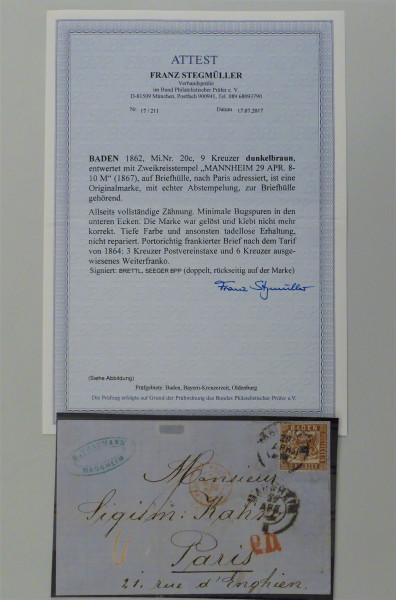 ATTEST
FRANZ STEGMÜLLER
Verbandsprüfer
im Bund Philatelistischer Prüfer e. V.
D-81509 München, Postfach 900941, Tel. 089 68093790
Nr. 17/211 Datum 17.07.2017
BADEN 1862, Mi.Nr. 20c, 9 Kreuzer dunkelbraun,
entwertet mit Zweikreisstempel „MANNHEIM 29 APR. 8-
10 M“ (1867), auf Briefhülle, nach Paris adressiert, ist eine
Originalmarke, mit echter Abstempelung, zur Briefhülle
gehörend.
Allseits vollständige Zähnung. Minimale Bugspuren in den
unteren Ecken. Die Marke war gelöst und klebt nicht mehr
korrekt. Tiefe Farbe und ansonsten tadellose Erhaltung,
nicht repariert. Portorichtig frankierter Brief nach dem Tarif
von 1864: 3 Kreuzer Postvereinstaxe und 6 Kreuzer ausge-
wiesenes Weiterfranko.
Signiert: BRETTL, SEEGER BPP (doppelt, rückseitig auf der Marke)
Franz Stegmüller
(Siehe Abbildung)
Prüfgebiete: Baden, Bayern-Kreuzerzeit, Oldenburg
Die Prüfung erfolgte auf Grund der Prüfordnung des Bundes Philatelistischer Prüfer e.V.
BADEN
MANNHEIM
29
APR
MANNHEIM
Monsieur
Sigism: Kahn
Paris
P.D.
21. rue d'Enghien.